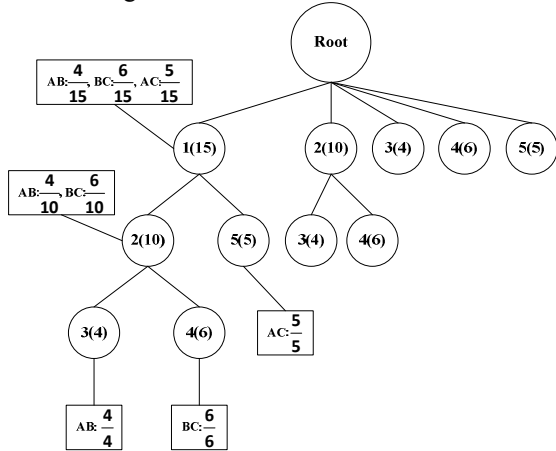 Root
AB: 4/15, BC: 6/15, AC: 5/15
1(15) 2(10) 3(4) 4(6) 5(5)
AB: 4/10, BC: 6/10
2(10) 5(5) 3(4) 4(6)
3(4) 4(6) AC: 5/5
AB: 4/4 BC: 6/6